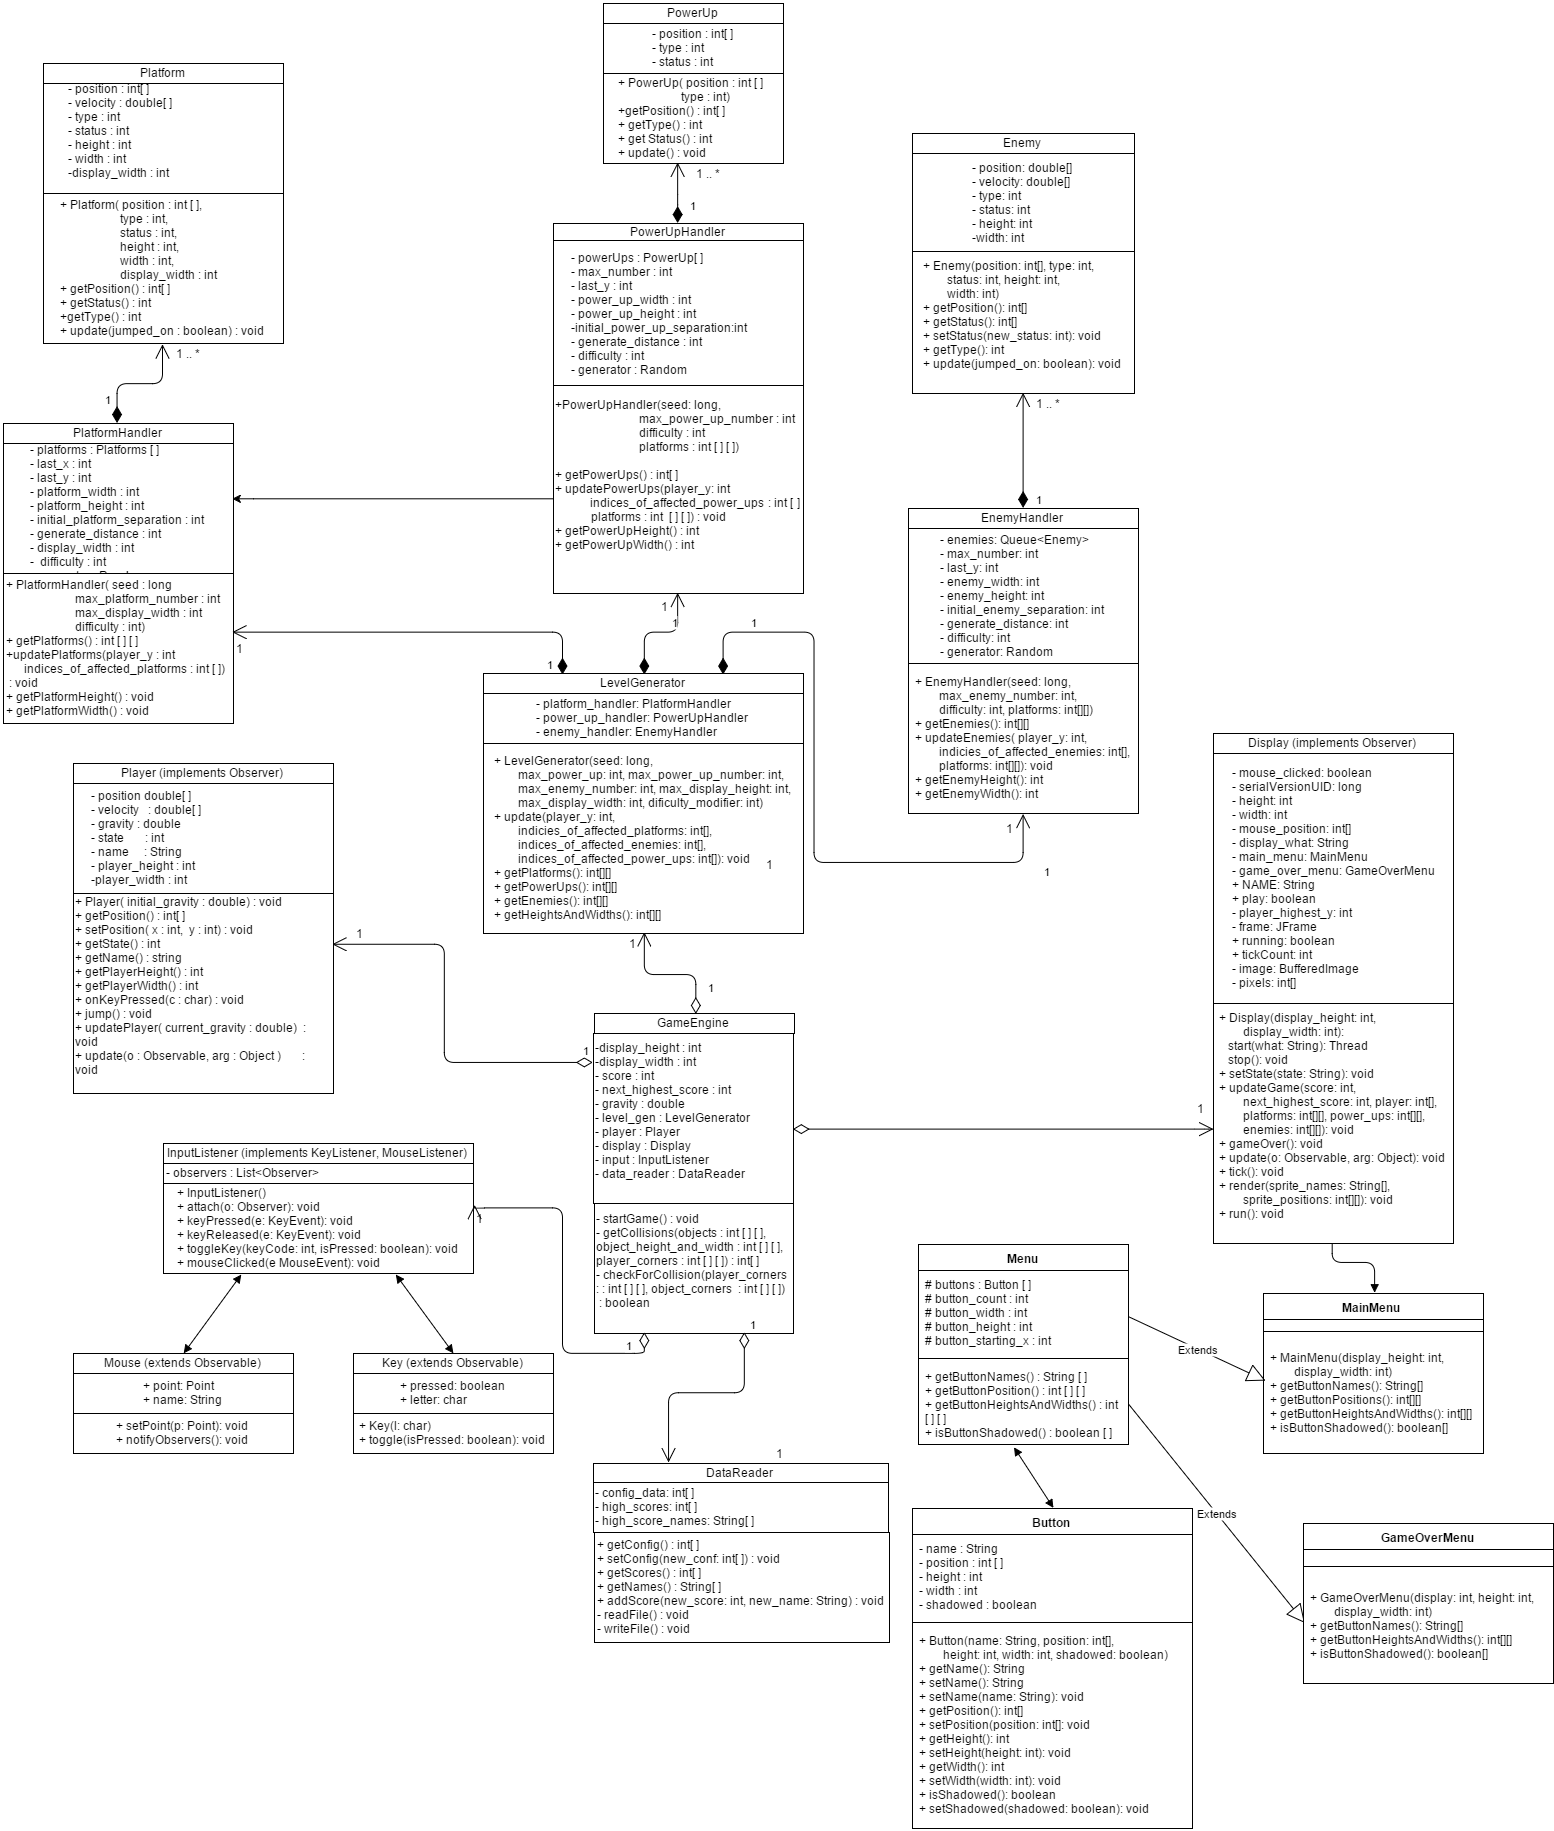 PowerUp
- position : int[ ]
- type : int
- status : int
+ PowerUp( position : int [ ]
type : int)
+getPosition() : int[ ]
+ getType() : int
+ get Status() : int
+ update() : void
1 .. *
1
Platform
- position : int[ ]
- velocity : double[ ]
- type : int
- status : int
- height : int
- width : int
-display_width : int
+ Platform( position : int [ ],
type : int,
status : int,
height : int,
width : int,
display_width : int
+ getPosition() : int[ ]
+ getStatus() : int
+getType() : int
+ update(jumped_on : boolean) : void
1 .. *
1
Enemy
- position: double[]
- velocity: double[]
- type: int
- status: int
- height: int
-width: int
+ Enemy(position: int[], type: int,
status: int, height: int,
width: int)
+ getPosition(): int[]
+ getStatus(): int[]
+ setStatus(new_status: int): void
+ getType(): int
+ update(jumped_on: boolean): void
1 .. *
1
PowerUpHandler
- powerUps : PowerUp[ ]
- max_number : int
- last_y : int
- power_up_width : int
- power_up_height : int
-initial_power_up_separation:int
- generate_distance : int
- difficulty : int
- generator : Random
+PowerUpHandler(seed: long,
max_power_up_number : int
difficulty : int
platforms : int [ ] [ ])
+ getPowerUps() : int[ ]
+ updatePowerUps(player_y: int
indices_of_affected_power_ups : int [ ]
platforms : int [ ] [ ]) : void
+ getPowerUpHeight() : int
+ getPowerUpWidth() : int
PlatformHandler
- platforms : Platforms [ ]
- last_x : int
- last_y : int
- platform_width : int
- platform_height : int
- initial_platform_separation : int
- generate_distance : int
- display_width : int
- difficulty : int
+ PlatformHandler( seed : long
max_platform_number : int
max_display_width : int
difficulty : int)
+ getPlatforms() : int [ ] [ ]
+updatePlatforms(player_y : int
indices_of_affected_platforms : int [ ])
: void
+ getPlatformHeight() : void
+ getPlatformWidth() : void
1
1
1
1
1
EnemyHandler
- enemies: Queue<Enemy>
- max_number: int
- last_y: int
- enemy_width: int
- enemy_height: int
- initial_enemy_separation: int
- generate_distance: int
- difficulty: int
- generator: Random
+ EnemyHandler(seed: long,
max_enemy_number: int,
difficulty: int, platforms: int[][])
+ getEnemies(): int[][]
+ updateEnemies( player_y: int,
indicies_of_affected_enemies: int[],
platforms: int[][]): void
+ getEnemyHeight(): int
+ getEnemyWidth(): int
1
1
LevelGenerator
- platform_handler: PlatformHandler
- power_up_handler: PowerUpHandler
- enemy_handler: EnemyHandler
+ LevelGenerator(seed: long,
max_power_up: int, max_power_up_number: int,
max_enemy_number: int, max_display_height: int,
max_display_width: int, dificulty_modifier: int)
+ update(player_y: int,
indicies_of_affected_platforms: int[],
indices_of_affected_enemies: int[],
indices_of_affected_power_ups: int[]): void
1
+ getPlatforms(): int[][]
+ getPowerUps(): int[][]
+ getEnemies(): int[][]
+ getHeightsAndWidths(): int[][]
1
1
Player (implements Observer)
- position double[ ]
- velocity : double[ ]
- gravity : double
- state : int
- name : String
- player_height : int
-player_width : int
+ Player( initial_gravity : double) : void
+ getPosition() : int[ ]
+ setPosition( x : int, y : int) : void
+ getState() : int
+ getName() : string
+ getPlayerHeight() : int
+ getPlayerWidth() : int
+ onKeyPressed(c : char) : void
+ jump() : void
+ updatePlayer( current_gravity : double) :
void
+ update(o : Observable, arg : Object ) :
void
1
1
GameEngine
-display_height : int
-display_width : int
- score : int
- next_highest_score : int
- gravity : double
- level_gen : LevelGenerator
- player : Player
- display : Display
- input : InputListener
- data_reader : DataReader
- startGame() : void
- getCollisions(objects : int [ ] [ ],
object_height_and_width : int [ ] [ ],
player_corners : int [ ] [ ]) : int[ ]
- checkForCollision(player_corners
: : int [ ] [ ], object_corners : int [ ] [ ])
: boolean
1
1
1
1
Display (implements Observer)
- mouse_clicked: boolean
- serialVersionUID: long
- height: int
- width: int
- mouse_position: int[]
- display_what: String
- main_menu: MainMenu
- game_over_menu: GameOverMenu
+ NAME: String
+ play: boolean
- player_highest_y: int
- frame: JFrame
+ running: boolean
+ tickCount: int
- image: BufferedImage
- pixels: int[]
+ Display(display_height: int,
display_width: int):
start(what: String): Thread
stop(): void
+ setState(state: String): void
+ updateGame(score: int,
next_highest_score: int, player: int[],
platforms: int[][], power_ups: int[][],
enemies: int[][]): void
+ gameOver(): void
+ update(o: Observable, arg: Object): void
+ tick(): void
+ render(sprite_names: String[],
sprite_positions: int[][]): void
+ run(): void
InputListener (implements KeyListener, MouseListener)
- observers : List<Observer>
+ InputListener()
+ attach(o: Observer): void
+ keyPressed(e: KeyEvent): void
+ keyReleased(e: KeyEvent): void
+ toggleKey(keyCode: int, isPressed: boolean): void
+ mouseClicked(e MouseEvent): void
Mouse (extends Observable)
+ point: Point
+ name: String
+ setPoint(p: Point): void
+ notifyObservers(): void
Key (extends Observable)
+ pressed: boolean
+ letter: char
+ Key(l: char)
+ toggle(isPressed: boolean): void
1
DataReader
- config_data: int[ ]
- high_scores: int[ ]
- high_score_names: String[ ]
+ getConfig() : int[ ]
+ setConfig(new_conf: int[ ]) : void
+ getScores() : int[ ]
+ getNames() : String[ ]
+ addScore(new_score: int, new_name: String) : void
- readFile() : void
- writeFile() : void
Menu
# buttons : Button [ ]
# button_count : int
# button_width : int
# button_height : int
# button_starting_x : int
+ getButtonNames() : String [ ]
+ getButtonPosition() : int [ ] [ ]
+ getButtonHeightsAndWidths() : int
[ ] [ ]
+ isButtonShadowed() : boolean [ ]
Extends
Extends
MainMenu
+ MainMenu(display_height: int,
display_width: int)
+ getButtonNames(): String[]
+ getButtonPositions(): int[][]
+ getButtonHeightsAndWidths(): int[][]
+ isButtonShadowed(): boolean[]
Button
- name : String
- position : int [ ]
- height : int
- width : int
- shadowed : boolean
+ Button(name: String, position: int[],
height: int, width: int, shadowed: boolean)
+ getName(): String
+ setName(): String
+ setName(name: String): void
+ getPosition(): int[]
+ setPosition(position: int[]: void
+ getHeight(): int
+ setHeight(height: int): void
+ getWidth(): int
+ setWidth(width: int): void
+ isShadowed(): boolean
+ setShadowed(shadowed: boolean): void
GameOverMenu
+ GameOverMenu(display: int, height: int,
display_width: int)
+ getButtonNames(): String[]
+ getButtonHeightsAndWidths(): int[][]
+ isButtonShadowed(): boolean[]